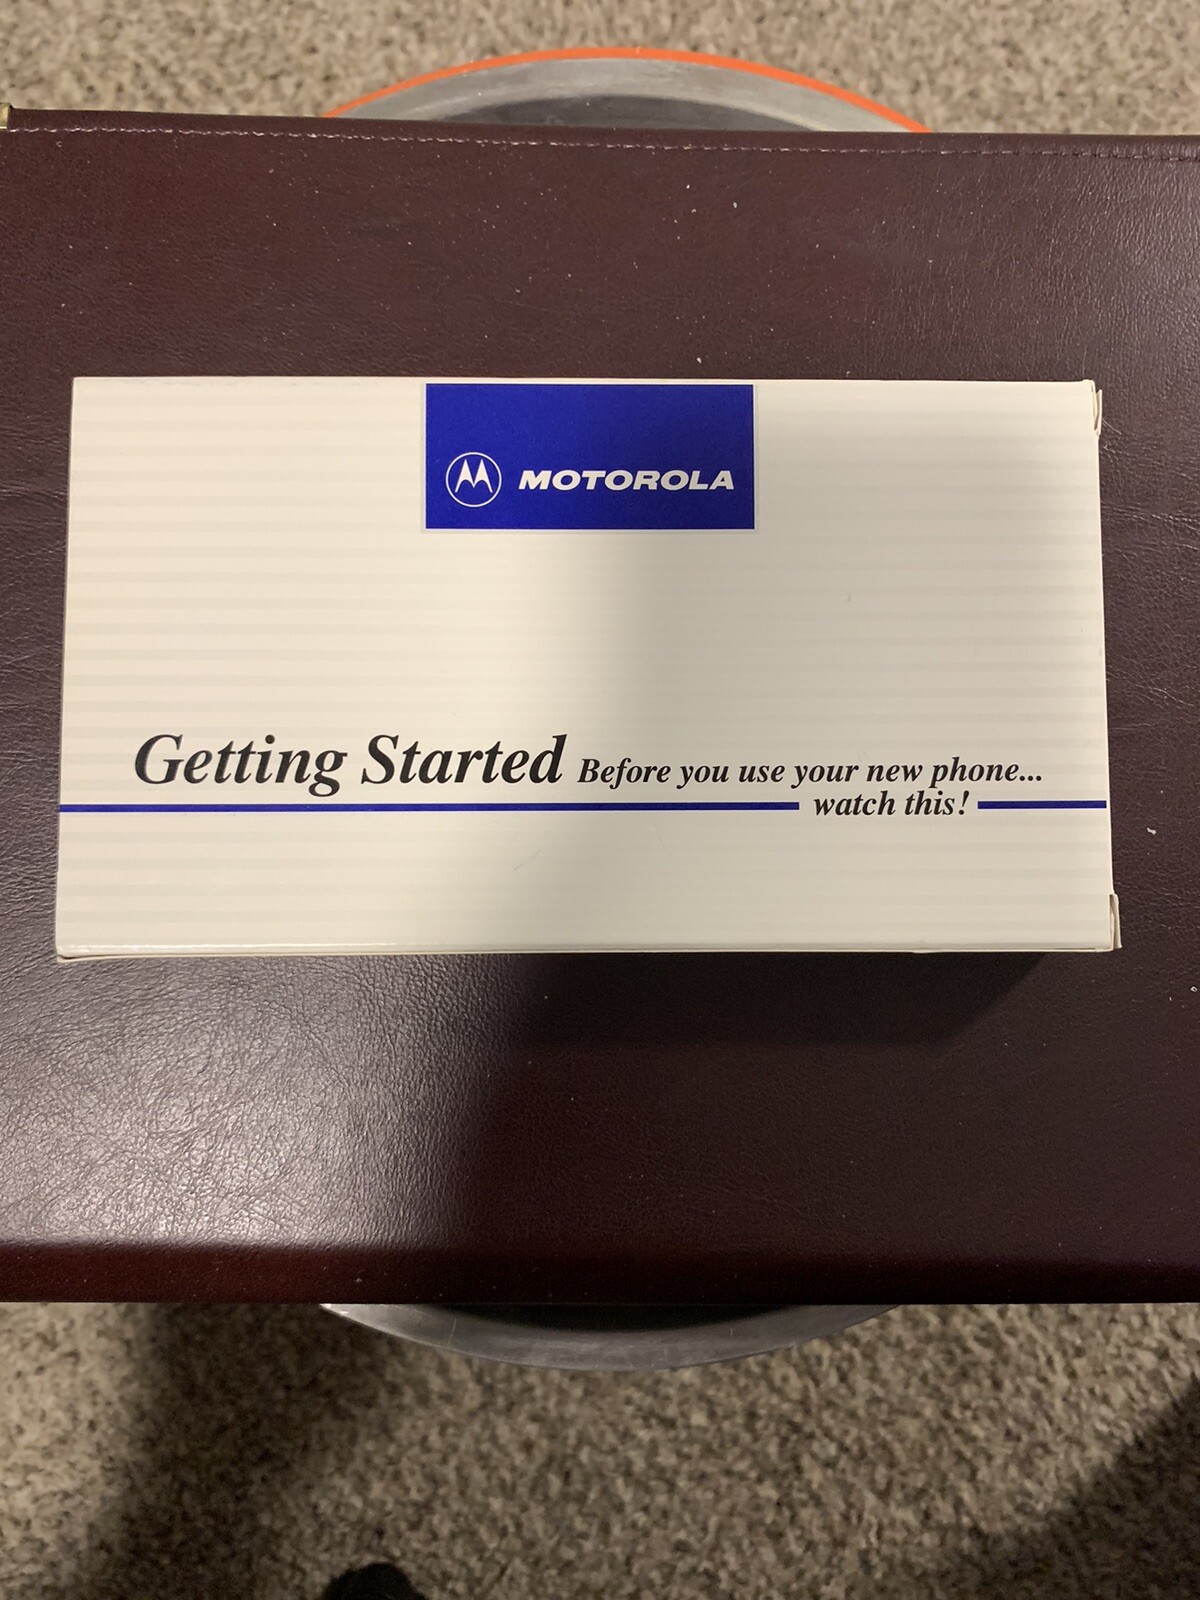 MOTOROLA
Getting Started Before you use your new phone...
watch this!